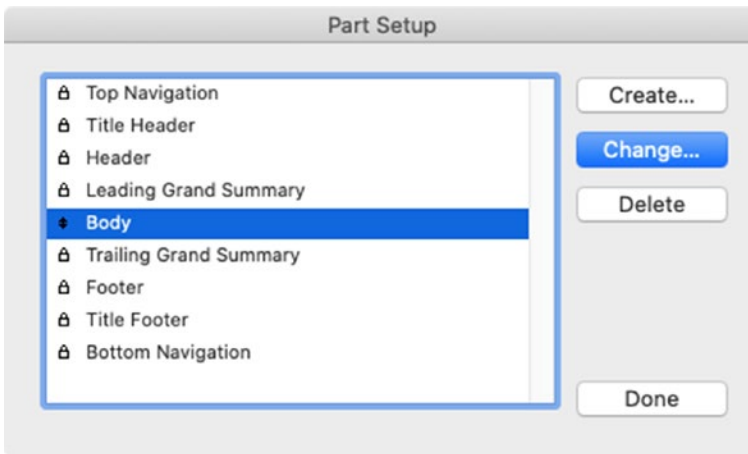 Part Setup
Top Navigation
Title Header
Header
Leading Grand Summary
Body
Trailing Grand Summary
Footer
Title Footer
Bottom Navigation
Create...
Change...
Delete
Done